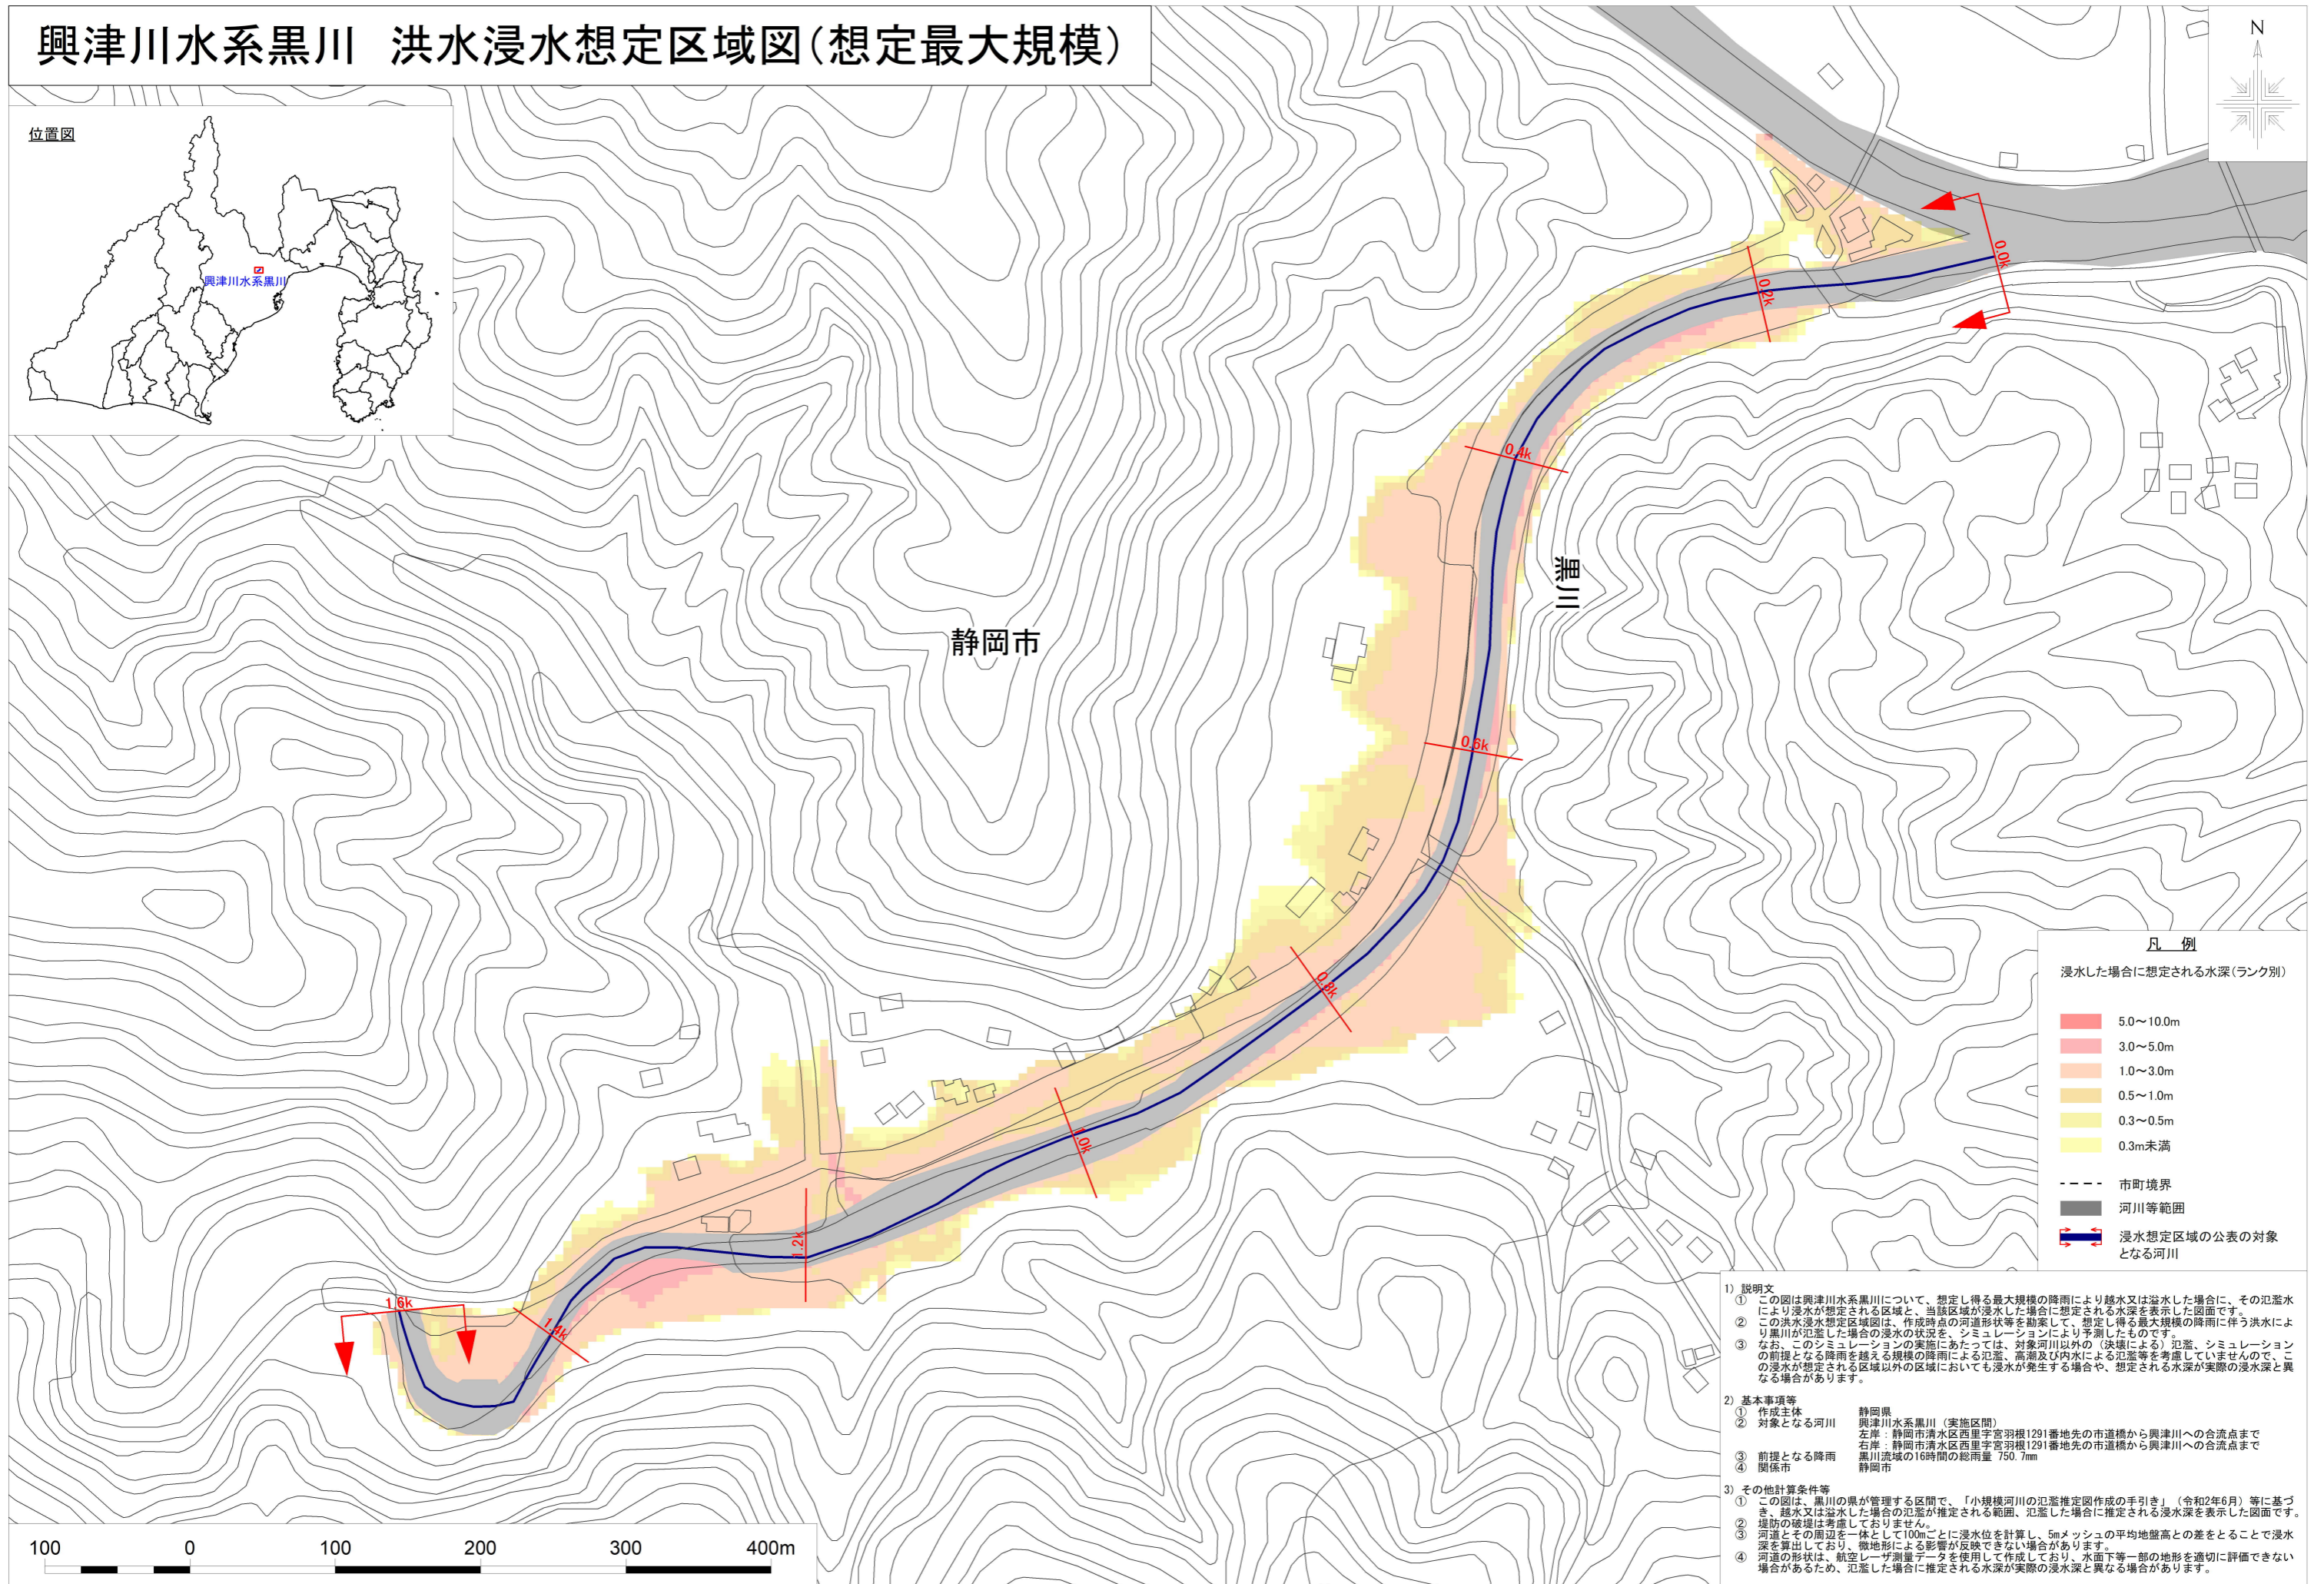 興津川水系黒川　洪水浸水想定区域図（想定最大規模）
位置図
興津川水系黒川
N
0.0k
0.2k
0.4k
黒川
静岡市
0.6k
0.8k
1.0k
1.2k
1.4k
1.6k
凡　例
浸水した場合に想定される水深（ランク別）
5.0～10.0m
3.0～5.0m
1.0～3.0m
0.5～1.0m
0.3～0.5m
0.3m未満
市町境界
河川等範囲
浸水想定区域の公表の対象
となる河川
1）説明文
①　この図は興津川水系黒川について、想定し得る最大規模の降雨により越水又は溢水した場合に、その氾濫水
により浸水が想定される区域と、当該区域が浸水した場合に想定される水深を表示した図面です。
②　この洪水浸水想定区域図は、作成時点の河道形状等を勘案して、想定し得る最大規模の降雨に伴う洪水によ
り黒川が氾濫した場合の浸水の状況を、シミュレーションにより予測したものです。
③　なお、このシミュレーションの実施にあたっては、対象河川以外の（決壊による）氾濫、シミュレーション
の前提となる降雨を越える規模の降雨による氾濫、高潮及び内水による氾濫等を考慮していませんので、こ
の浸水が想定される区域以外の区域においても浸水が発生する場合や、想定される水深が実際の浸水深と異
なる場合があります。
2）基本事項等
①　作成主体　静岡県
②　対象となる河川　興津川水系黒川（実施区間）
左岸：静岡市清水区西里字宮羽根1291番地先の市道橋から興津川への合流点まで
右岸：静岡市清水区西里字宮羽根1291番地先の市道橋から興津川への合流点まで
③　前提となる降雨　黒川流域の16時間の総雨量 750.7mm
④　関係市　静岡市
3）その他計算条件等
①　この図は、黒川の県が管理する区間で、「小規模河川の氾濫推定図作成の手引き」（令和2年6月）等に基づ
き、越水又は溢水した場合の氾濫が推定される範囲、氾濫した場合に推定される浸水深を表示した図面です。
②　堤防の破堤は考慮しておりません。
③　河道とその周辺を一体として100mごとに浸水位を計算し、5mメッシュの平均地盤高との差をとることで浸水
深を算出しており、微地形による影響が反映できない場合があります。
④　河道の形状は、航空レーザ測量データを使用して作成しており、水面下等一部の地形を適切に評価できない
場合があるため、氾濫した場合に推定される水深が実際の浸水深と異なる場合があります。
100 0 100 200 300 400m